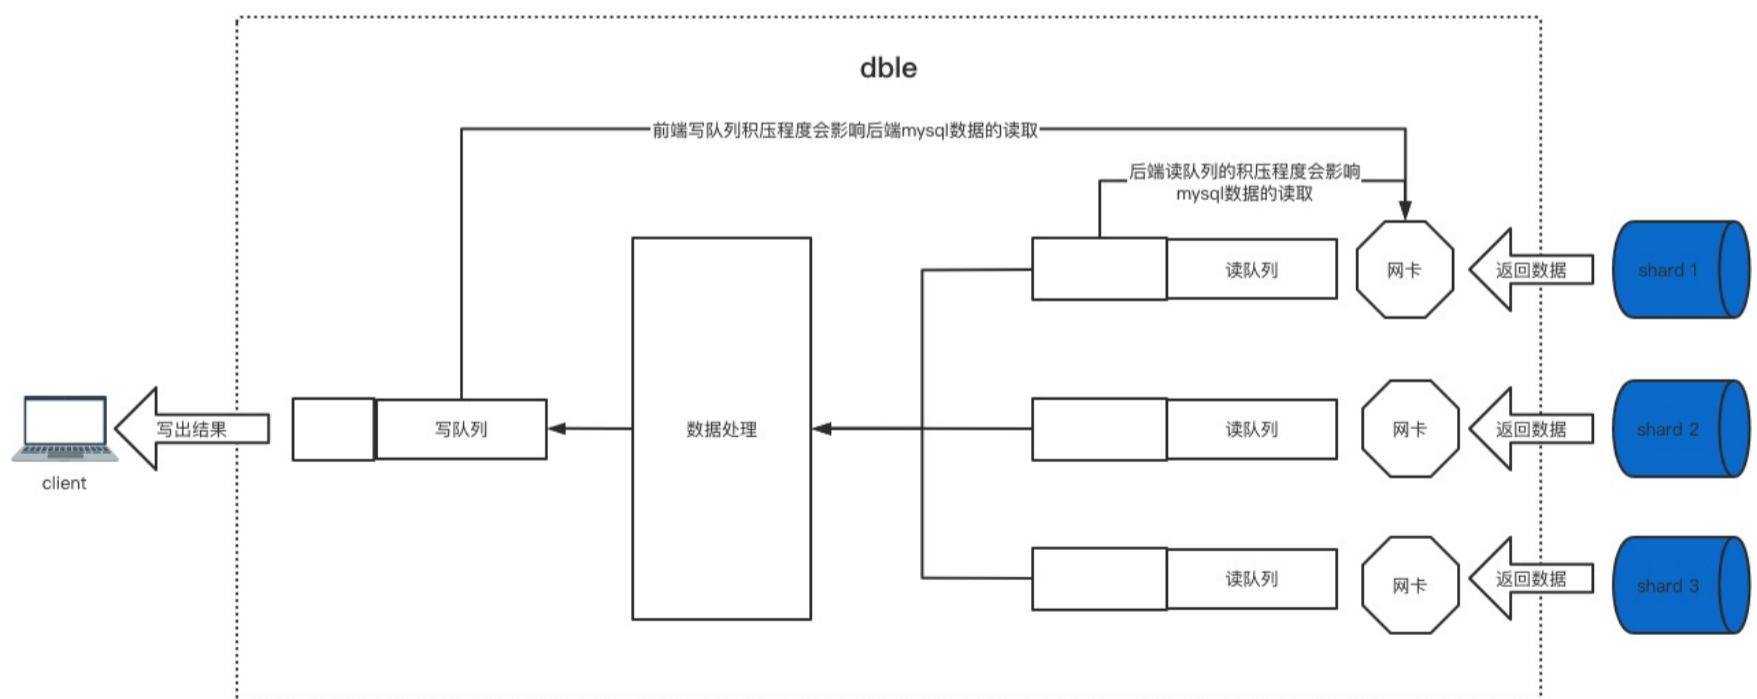 dble
前端写队列积压程度会影响后端mysql数据的读取
后端读队列的积压程度会影响
mysql数据的读取
读队列
网卡
返回数据
shard 1
client
写出结果
写队列
数据处理
读队列
网卡
返回数据
shard 2
读队列
网卡
返回数据
shard 3